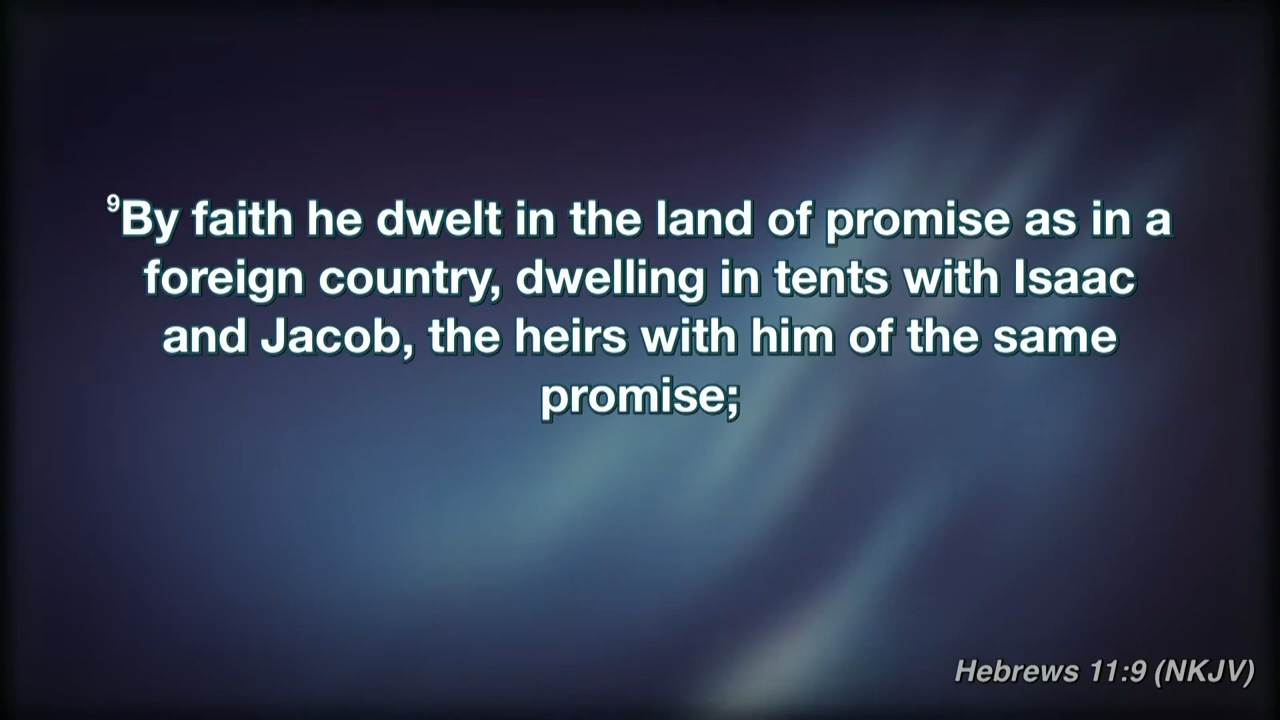 ⁹By faith he dwelt in the land of promise as in a
foreign country, dwelling in tents with Isaac
and Jacob, the heirs with him of the same
promise;
Hebrews 11:9 (NKJV)